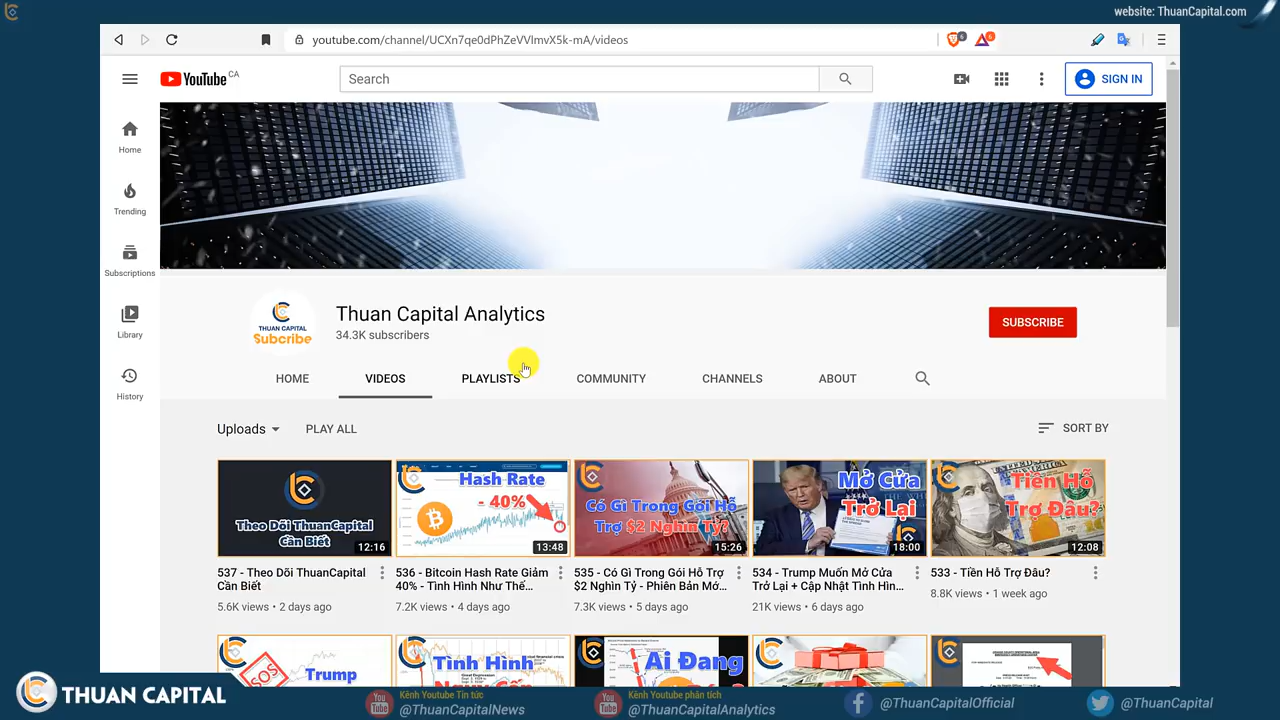 website: ThuanCapital.com
youtube.com/channel/UCXn7qe0dPhZeVVlmvX5k-mA/videos
6
6
YouTube CA
Search
SIGN IN
Home
Trending
Subscriptions
Library
History
THUAN CAPITAL
Subcribe
Thuan Capital Analytics
34.3K subscribers
SUBSCRIBE
HOME
VIDEOS
PLAYLISTS
COMMUNITY
CHANNELS
ABOUT
Uploads
PLAY ALL
SORT BY
Theo Dõi ThuanCapital
Cần Biết
12:16
Hash Rate
- 40%
13:48
Có Gì Trong Gói Hỗ
Trợ $2 Nghìn Tỷ?
15:26
Mở Cửa
Trở Lại
18:00
Tiền Hỗ
Trợ Đâu?
12:08
537 - Theo Dõi ThuanCapital
Cần Biết
5.6K views • 2 days ago
536 - Bitcoin Hash Rate Giảm
40% - Tình Hình Như Thế...
7.2K views • 4 days ago
535 - Có Gì Trong Gói Hỗ Trợ
$2 Nghìn Tỷ - Phiên Bản Mớ...
7.3K views • 5 days ago
534 - Trump Muốn Mở Cửa
Trở Lại + Cập Nhật Tình Hìn...
21K views • 6 days ago
533 - Tiền Hỗ Trợ Đâu?
8.8K views • 1 week ago
SOS
Trump
Tình Hình
Ai Đang
THUAN CAPITAL
Kênh Youtube Tin tức
@ThuanCapitalNews
Kênh Youtube phân tích
@ThuanCapitalAnalytics
@ThuanCapitalOfficial
@ThuanCapital